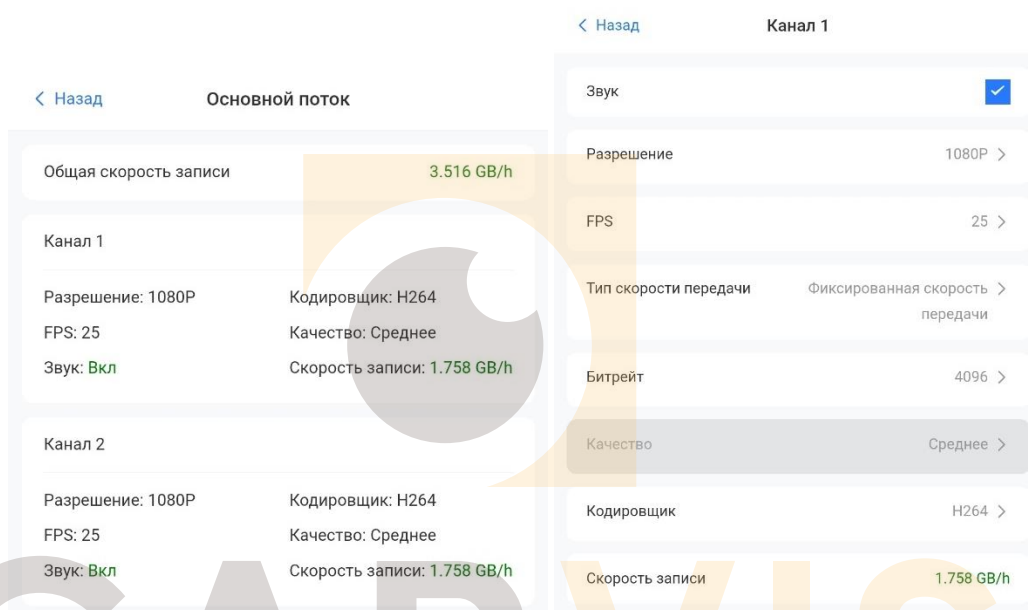 Назад
Основной поток
Общая скорость записи 3.516 GB/h
Канал 1
Разрешение: 1080P Кодировщик: H264
FPS: 25 Качество: Среднее
Звук: Вкл Скорость записи: 1.758 GB/h
Канал 2
Разрешение: 1080P Кодировщик: H264
FPS: 25 Качество: Среднее
Звук: Вкл Скорость записи: 1.758 GB/h
Назад
Канал 1
Звук
Разрешение 1080P
FPS 25
Тип скорости передачи Фиксированная скорость
передачи
Битрейт 4096
Качество Среднее
Кодировщик H264
Скорость записи 1.758 GB/h